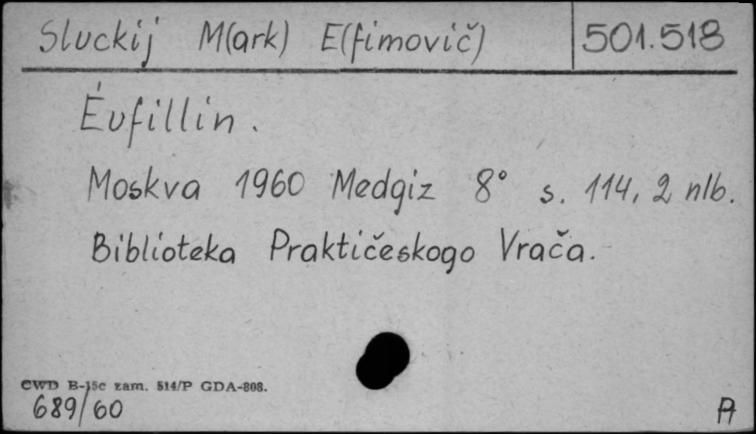 Sluckij M(ark) E(fimovič) 501.518
Éufillin.
Moskva 1960 Medgiz 8° s. 114, 2 nlb.
Biblioteka Praktičeskogo Vrača.
CWD B-15c zam. 514/P GDA-808.
689/60 A